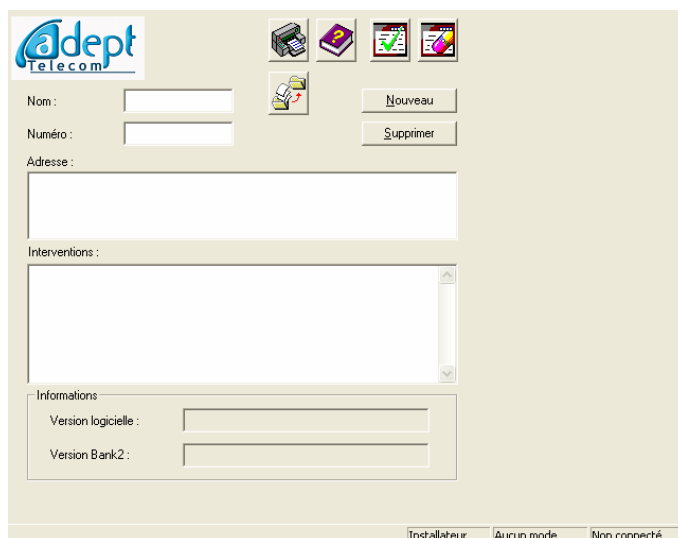 adept
Telecom
?
Nom :
Nouveau
Numéro :
Supprimer
Adresse :
Interventions :
Informations
Version logicielle :
Version Bank2 :
Installateur Aucun mode Non connecté